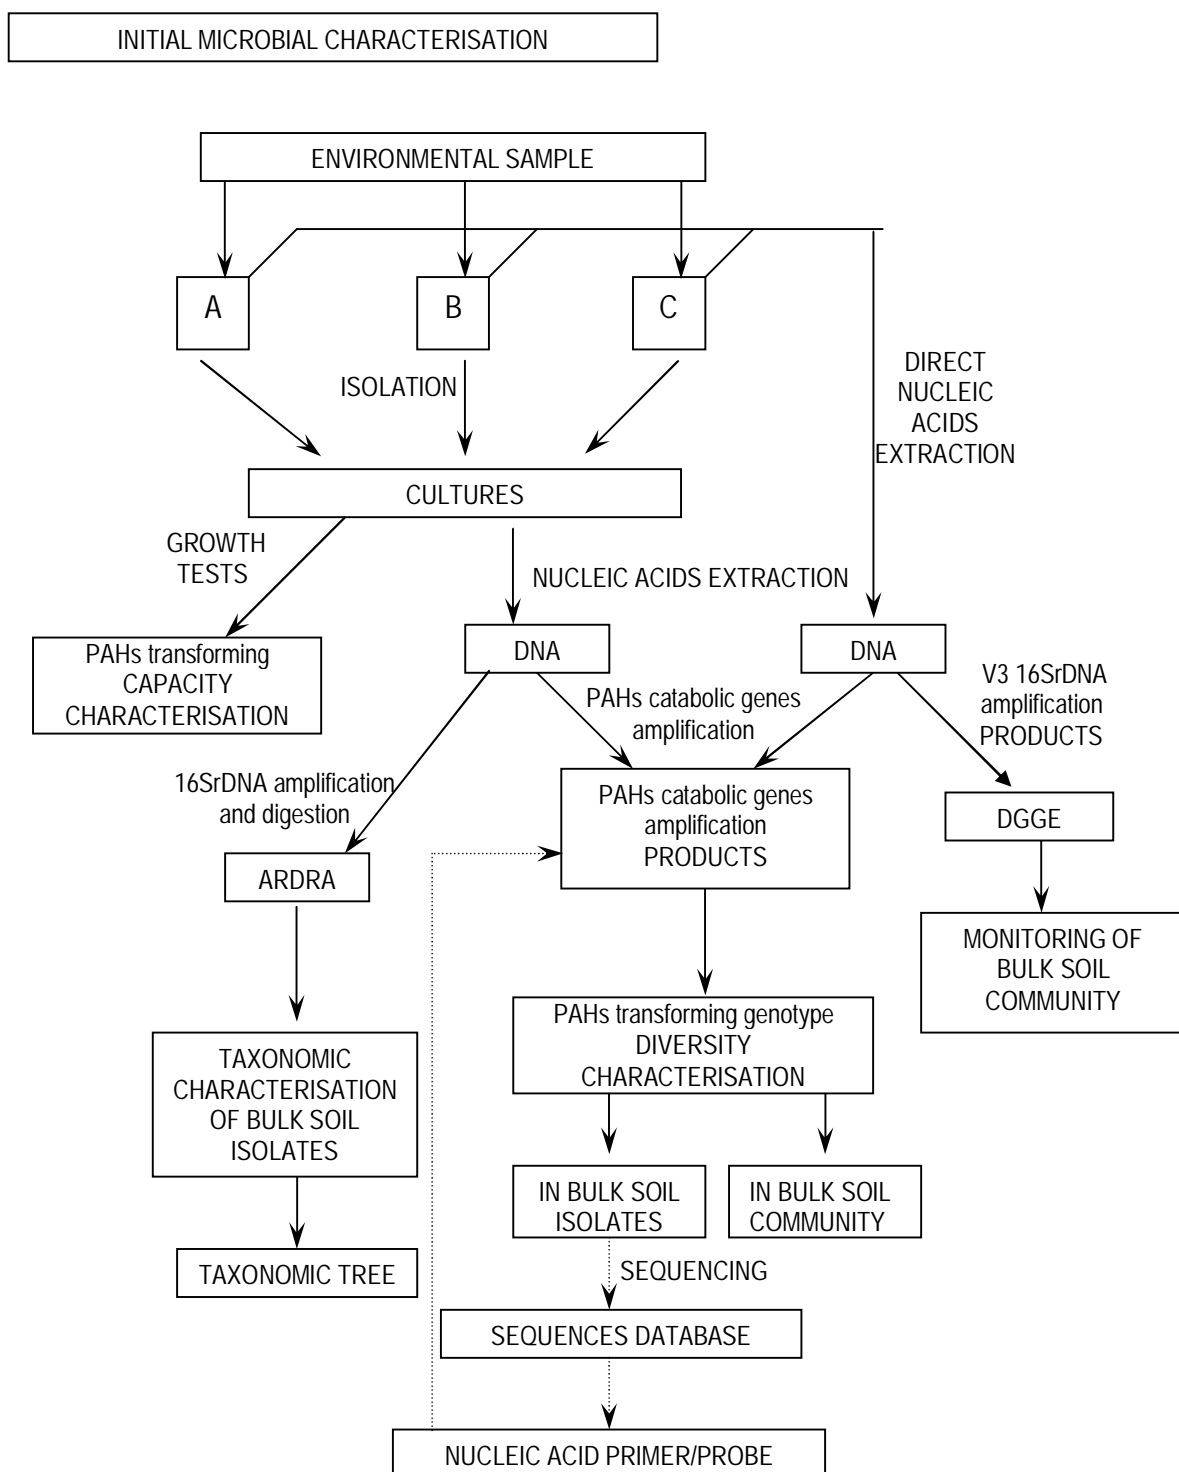 INITIAL MICROBIAL CHARACTERISATION
ENVIRONMENTAL SAMPLE
A
B
C
ISOLATION
DIRECT
NUCLEIC
ACIDS
EXTRACTION
CULTURES
GROWTH
TESTS
NUCLEIC ACIDS EXTRACTION
PAHs transforming
CAPACITY
CHARACTERISATION
DNA
DNA
PAHs catabolic genes
amplification
V3 16SrDNA
amplification
PRODUCTS
16SrDNA amplification
and digestion
PAHs catabolic genes
amplification
PRODUCTS
DGGE
ARDRA
MONITORING OF
BULK SOIL
COMMUNITY
PAHs transforming genotype
DIVERSITY
CHARACTERISATION
TAXONOMIC
CHARACTERISATION
OF BULK SOIL
ISOLATES
IN BULK SOIL
ISOLATES
IN BULK SOIL
COMMUNITY
TAXONOMIC TREE
SEQUENCING
SEQUENCES DATABASE
NUCLEIC ACID PRIMER/PROBE